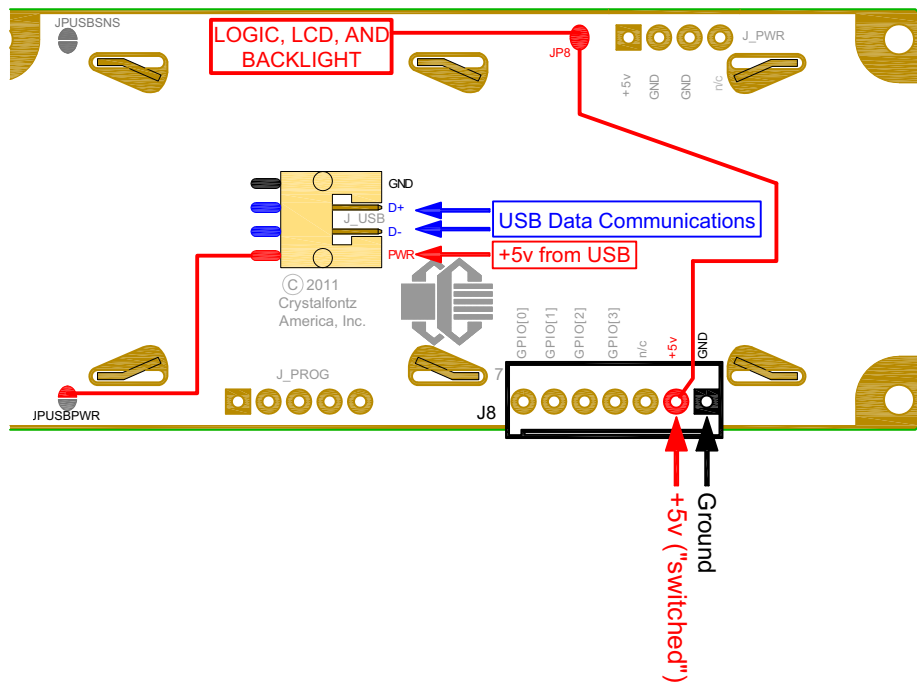 JPUSBSNS
LOGIC, LCD, AND
BACKLIGHT
JP8
J_PWR
+5v
GND
GND
n/c
GND
D+
J_USB
D-
PWR
USB Data Communications
+5v from USB
© 2011
Crystalfontz
America, Inc.
GPIO[0]
GPIO[1]
GPIO[2]
GPIO[3]
n/c
+5v
GND
J_PROG
7
JPUSBPWR
J8
+5v ("switched")
Ground